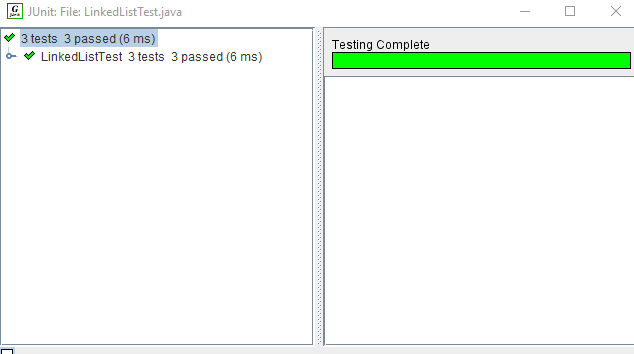 JUnit: File: LinkedListTest.java
3 tests 3 passed (6 ms)
LinkedListTest 3 tests 3 passed (6 ms)
Testing Complete